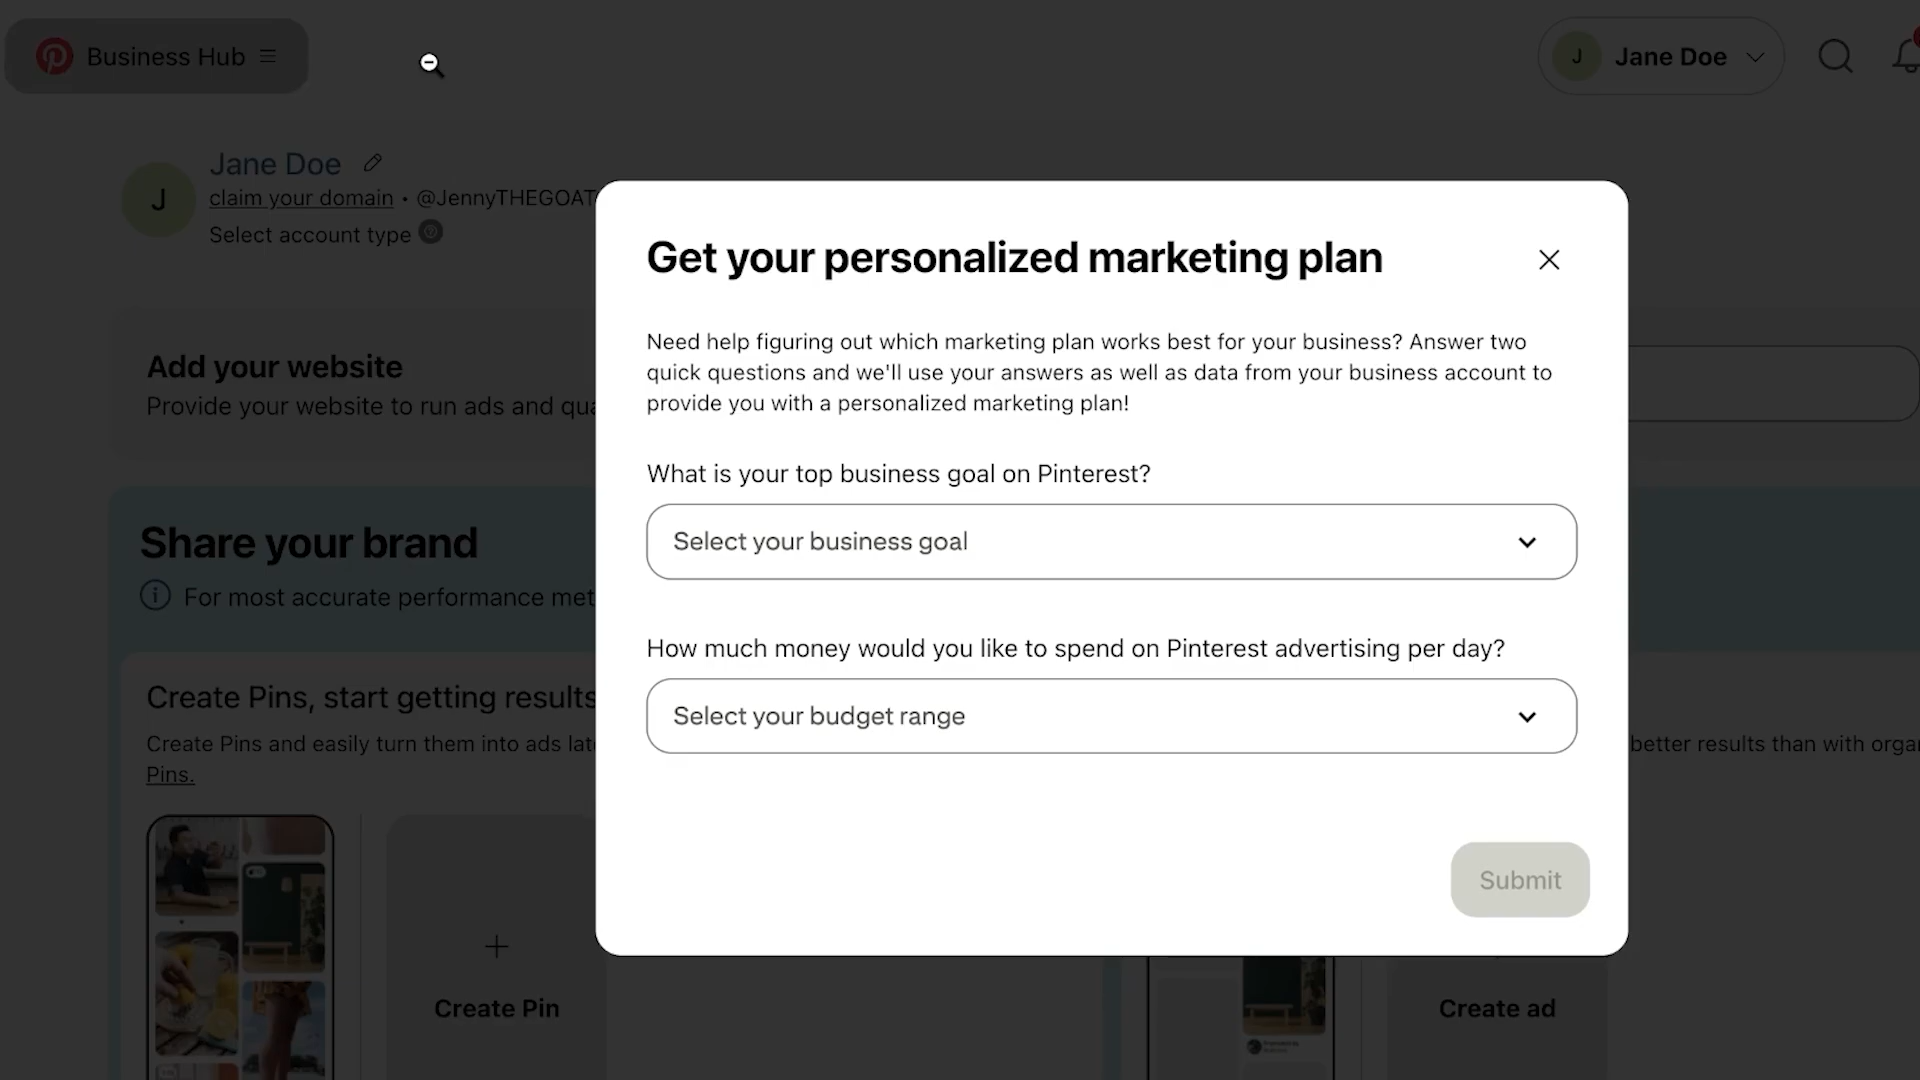 Business Hub
J Jane Doe
J
Jane Doe
claim your domain • @JennyTHEGOAT
Select account type
Add your website
Provide your website to run ads and qua
Share your brand
For most accurate performance met
Create Pins, start getting results
Create Pins and easily turn them into ads lat
Pins.
Create Pin
Get your personalized marketing plan
Need help figuring out which marketing plan works best for your business? Answer two
quick questions and we'll use your answers as well as data from your business account to
provide you with a personalized marketing plan!
What is your top business goal on Pinterest?
Select your business goal
How much money would you like to spend on Pinterest advertising per day?
Select your budget range
Submit
better results than with orga
Create ad